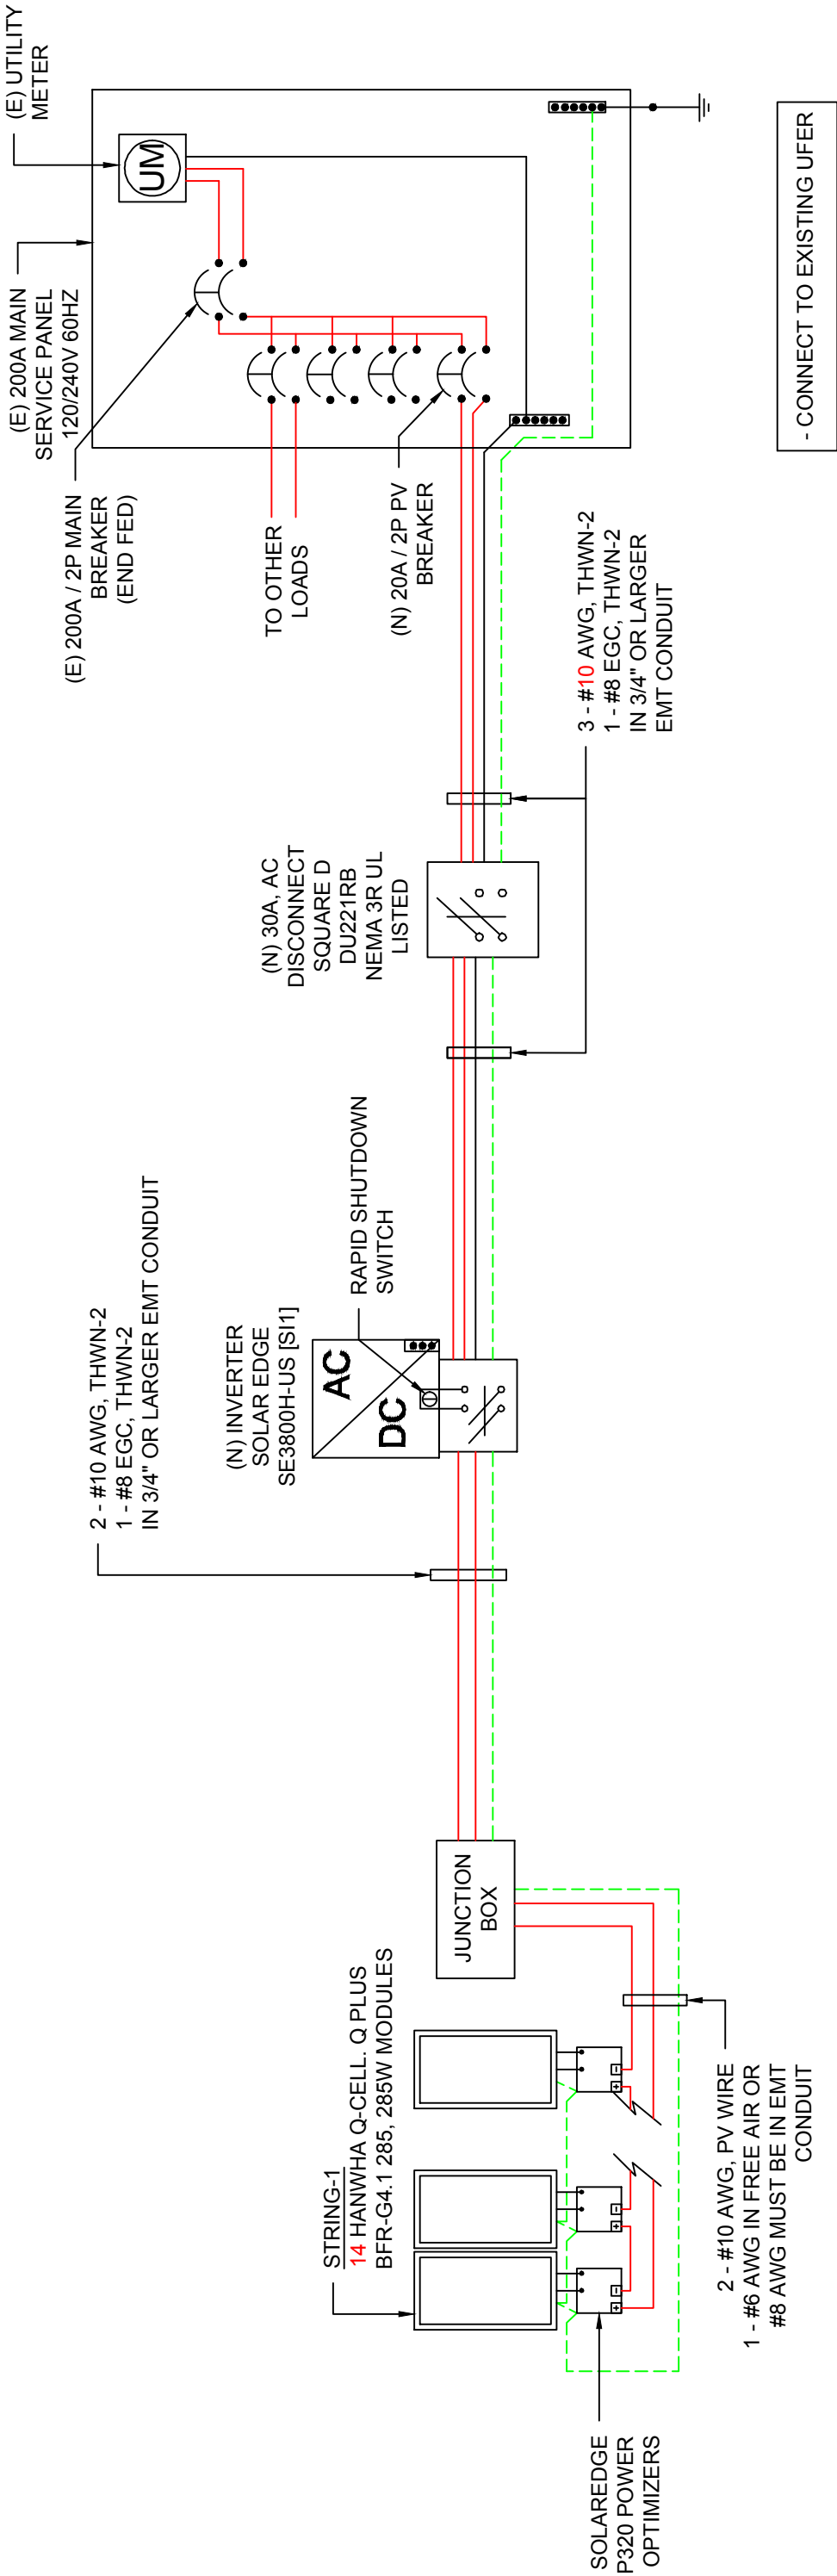 STRING-1
14 HANWHA Q-CELL. Q PLUS
BFR-G4.1 285, 285W MODULES
SOLAREDGE
P320 POWER
OPTIMIZERS
+
-
+
-
+
-
2 - #10 AWG, PV WIRE
1 - #6 AWG IN FREE AIR OR
#8 AWG MUST BE IN EMT
CONDUIT
JUNCTION
BOX
2 - #10 AWG, THWN-2
1 - #8 EGC, THWN-2
IN 3/4" OR LARGER EMT CONDUIT
(N) INVERTER
SOLAR EDGE
SE3800H-US [SI1]
AC
DC
RAPID SHUTDOWN
SWITCH
(N) 30A, AC
DISCONNECT
SQUARE D
DU221RB
NEMA 3R UL
LISTED
3 - #10 AWG, THWN-2
1 - #8 EGC, THWN-2
IN 3/4" OR LARGER
EMT CONDUIT
(E) 200A / 2P MAIN
BREAKER
(END FED)
TO OTHER
LOADS
(N) 20A / 2P PV
BREAKER
(E) 200A MAIN
SERVICE PANEL
120/240V 60HZ
(E) UTILITY
METER
UM
- CONNECT TO EXISTING UFER